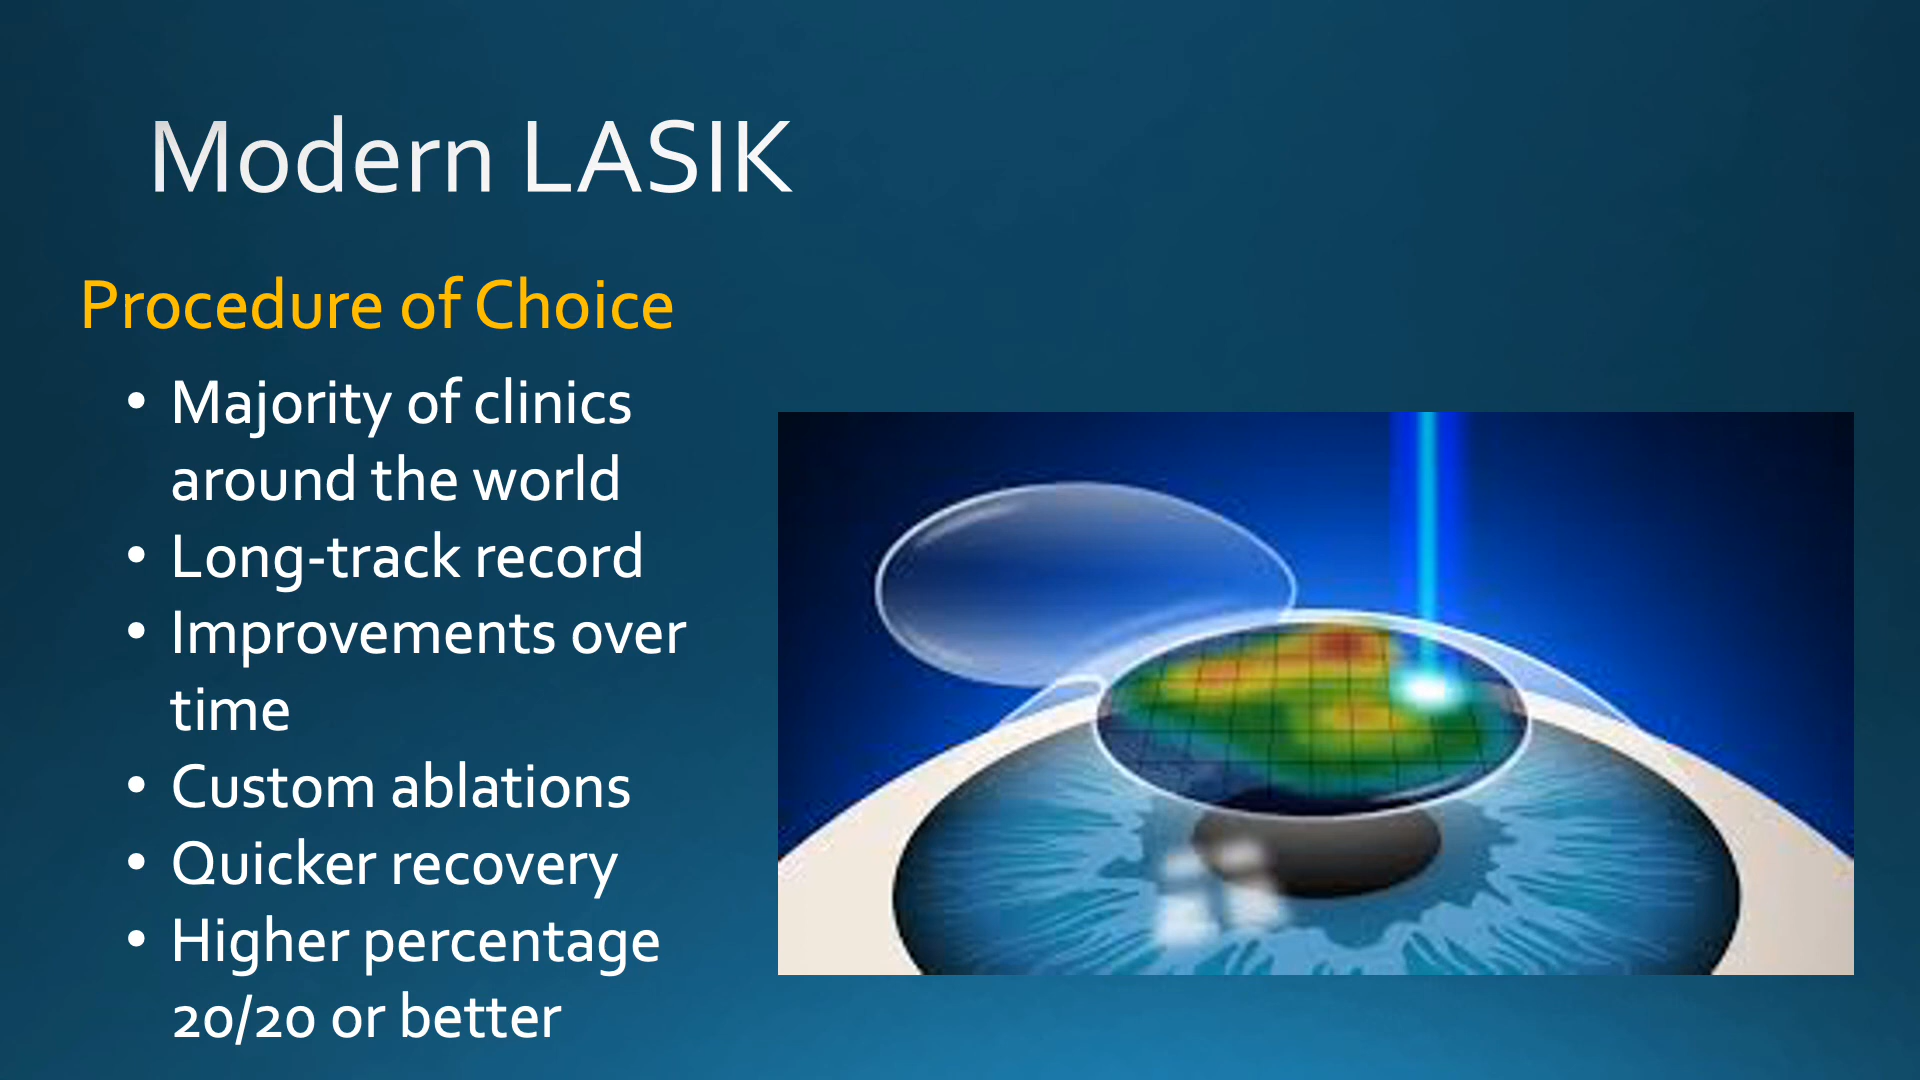 Modern LASIK
Procedure of Choice
• Majority of clinics
around the world
• Long-track record
• Improvements over
time
• Custom ablations
• Quicker recovery
• Higher percentage
20/20 or better